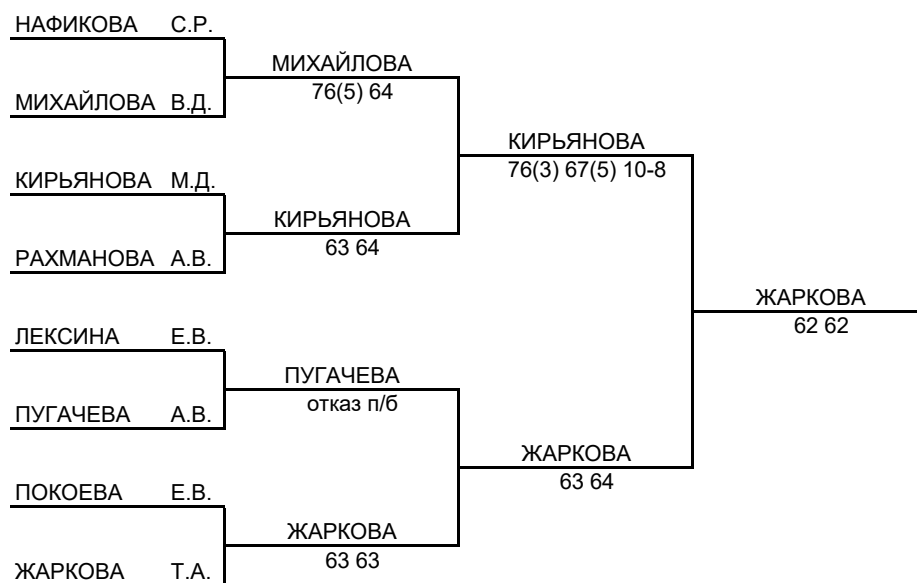 НАФИКОВА С.Р.
МИХАЙЛОВА
76(5) 64
МИХАЙЛОВА В.Д.
КИРЬЯНОВА
76(3) 67(5) 10-8
КИРЬЯНОВА М.Д.
КИРЬЯНОВА
63 64
РАХМАНОВА А.В.
ЖАРКОВА
62 62
ЛЕКСИНА Е.В.
ПУГАЧЕВА
отказ п/б
ПУГАЧЕВА А.В.
ЖАРКОВА
63 64
ПОКОЕВА Е.В.
ЖАРКОВА
63 63
ЖАРКОВА Т.А.